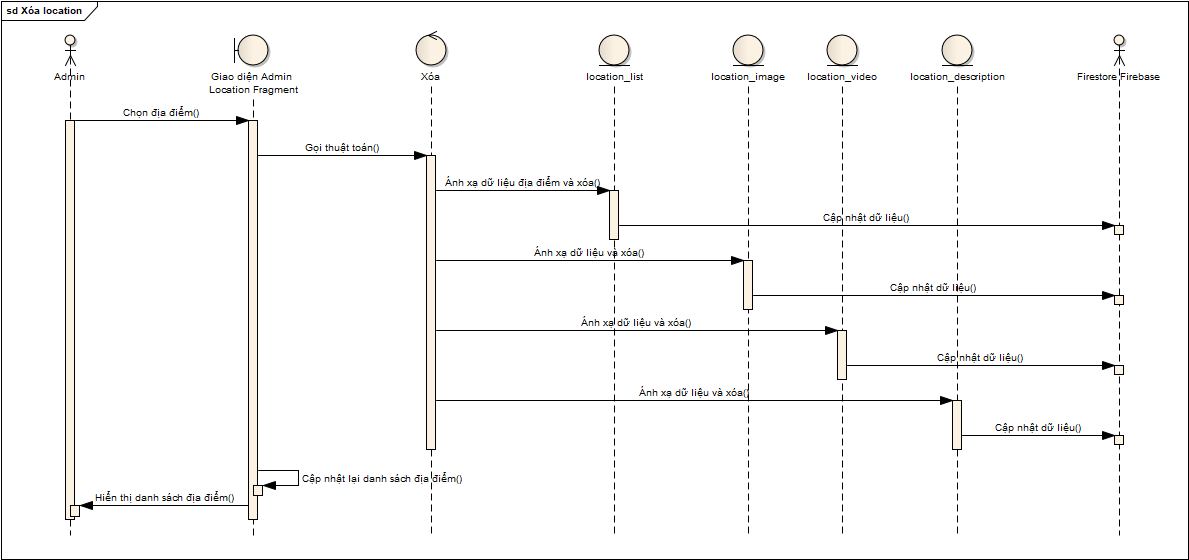 sd Xóa location
Admin
Giao diện Admin
Location Fragment
Xóa
location_list
location_image
location_video
location_description
Firestore Firebase
Chọn địa điểm()
Gọi thuật toán()
Ánh xạ dữ liệu địa điểm và xóa()
Cập nhật dữ liệu()
Ánh xạ dữ liệu và xóa()
Cập nhật dữ liệu()
Ánh xạ dữ liệu và xóa()
Cập nhật dữ liệu()
Ánh xạ dữ liệu và xóa()
Cập nhật dữ liệu()
Cập nhật lại danh sách địa điểm()
Hiển thị danh sách địa điểm()